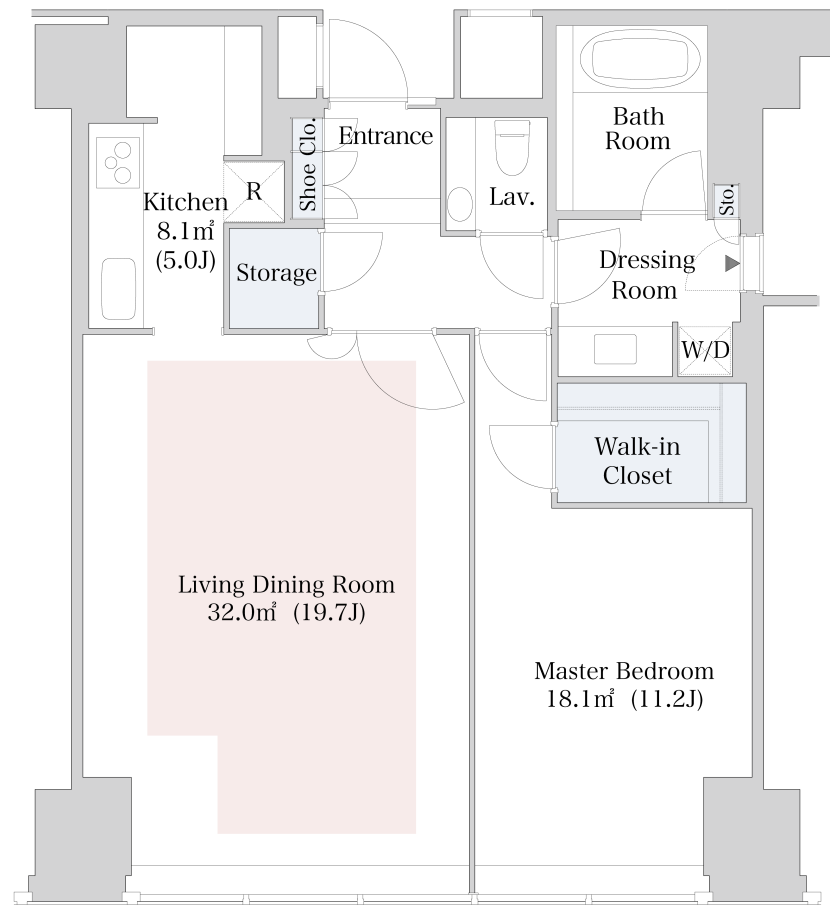 Entrance
Shoe Clo.
Bath
Room
Lav.
Sto.
R
Kitchen
8.1㎡
(5.0J)
Storage
Dressing
Room
W/D
Walk-in
Closet
Living Dining Room
32.0㎡ (19.7J)
Master Bedroom
18.1㎡ (11.2J)